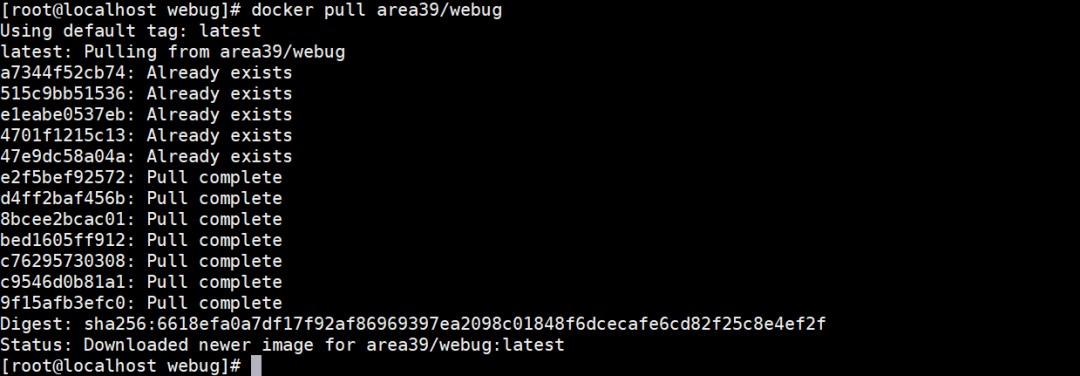 [root@localhost webug]# docker pull area39/webug
Using default tag: latest
latest: Pulling from area39/webug
a7344f52cb74: Already exists
515c9bb51536: Already exists
e1eabe0537eb: Already exists
4701f1215c13: Already exists
47e9dc58a04a: Already exists
e2f5bef92572: Pull complete
d4ff2baf456b: Pull complete
8bcee2bcac01: Pull complete
bed1605ff912: Pull complete
c76295730308: Pull complete
c9546d0b81a1: Pull complete
9f15afb3efc0: Pull complete
Digest: sha256:6618efa0a7df17f92af86969397ea2098c01848f6dcecafe6cd82f25c8e4ef2f
Status: Downloaded newer image for area39/webug:latest
[root@localhost webug]#